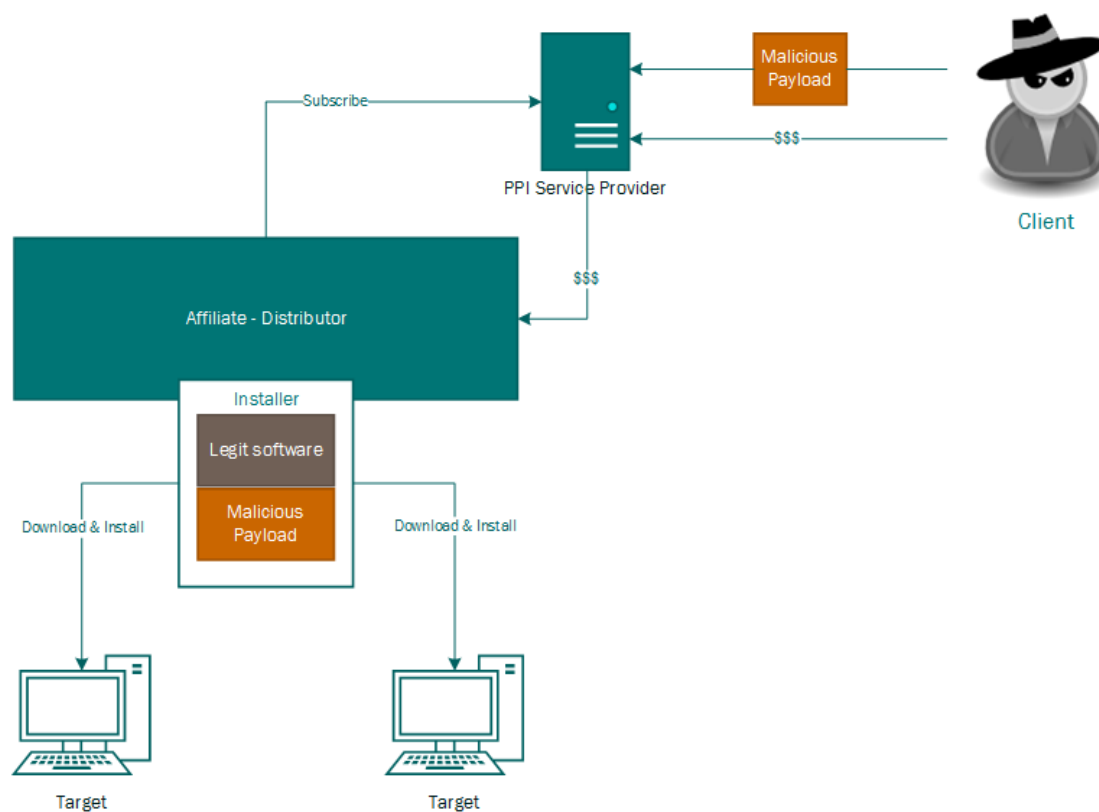 Malicious
Payload
Subscribe
$$$
PPI Service Provider
Client
$$$
Affiliate - Distributor
Installer
Legit software
Malicious
Payload
Download & Install
Download & Install
Target
Target